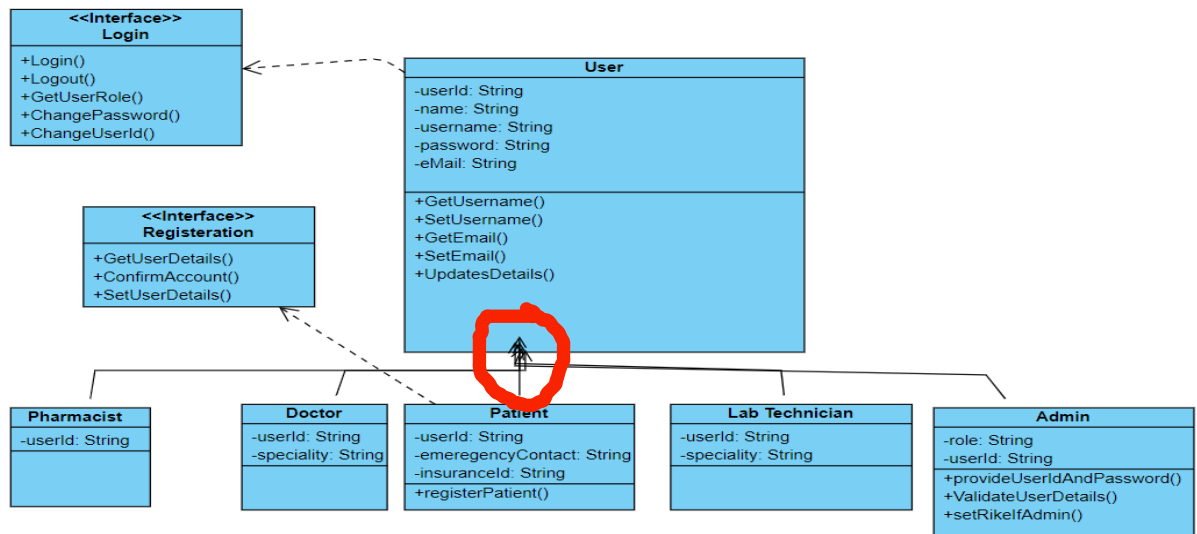 <<Interface>>
Login
+Login()
+Logout()
+GetUserRole()
+ChangePassword()
+ChangeUserId()
User
-userId: String
-name: String
-username: String
-password: String
-eMail: String
+GetUsername()
+SetUsername()
+GetEmail()
+SetEmail()
+UpdatesDetails()
<<Interface>>
Registeration
+GetUserDetails()
+ConfirmAccount()
+SetUserDetails()
Pharmacist
-userId: String
Doctor
-userId: String
-speciality: String
Patient
-userId: String
-emeregencyContact: String
-insuranceId: String
+registerPatient()
Lab Technician
-userId: String
-speciality: String
Admin
-role: String
-userId: String
+provideUserIdAndPassword()
+ValidateUserDetails()
+setRikeIfAdmin()